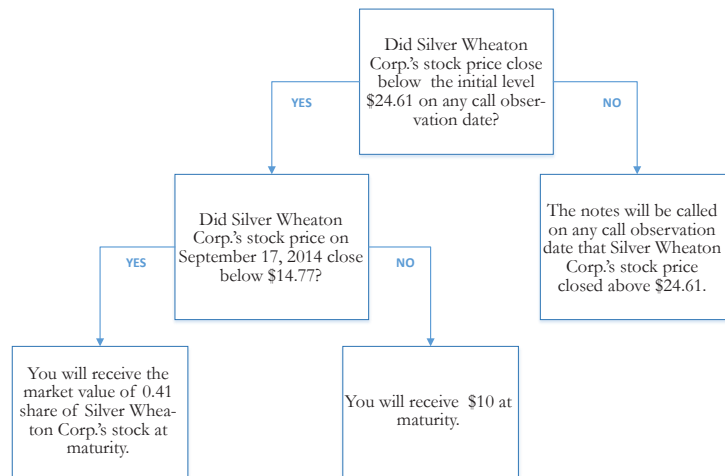 Did Silver Wheaton
Corp.'s stock price close
below the initial level
$24.61 on any call obser-
vation date?
YES
NO
Did Silver Wheaton
Corp.'s stock price on
September 17, 2014 close
below $14.77?
The notes will be called
on any call observation
date that Silver Wheaton
Corp.'s stock price
closed above $24.61.
YES
NO
You will receive the
market value of 0.41
share of Silver Whea-
ton Corp.'s stock at
maturity.
You will receive $10 at
maturity.